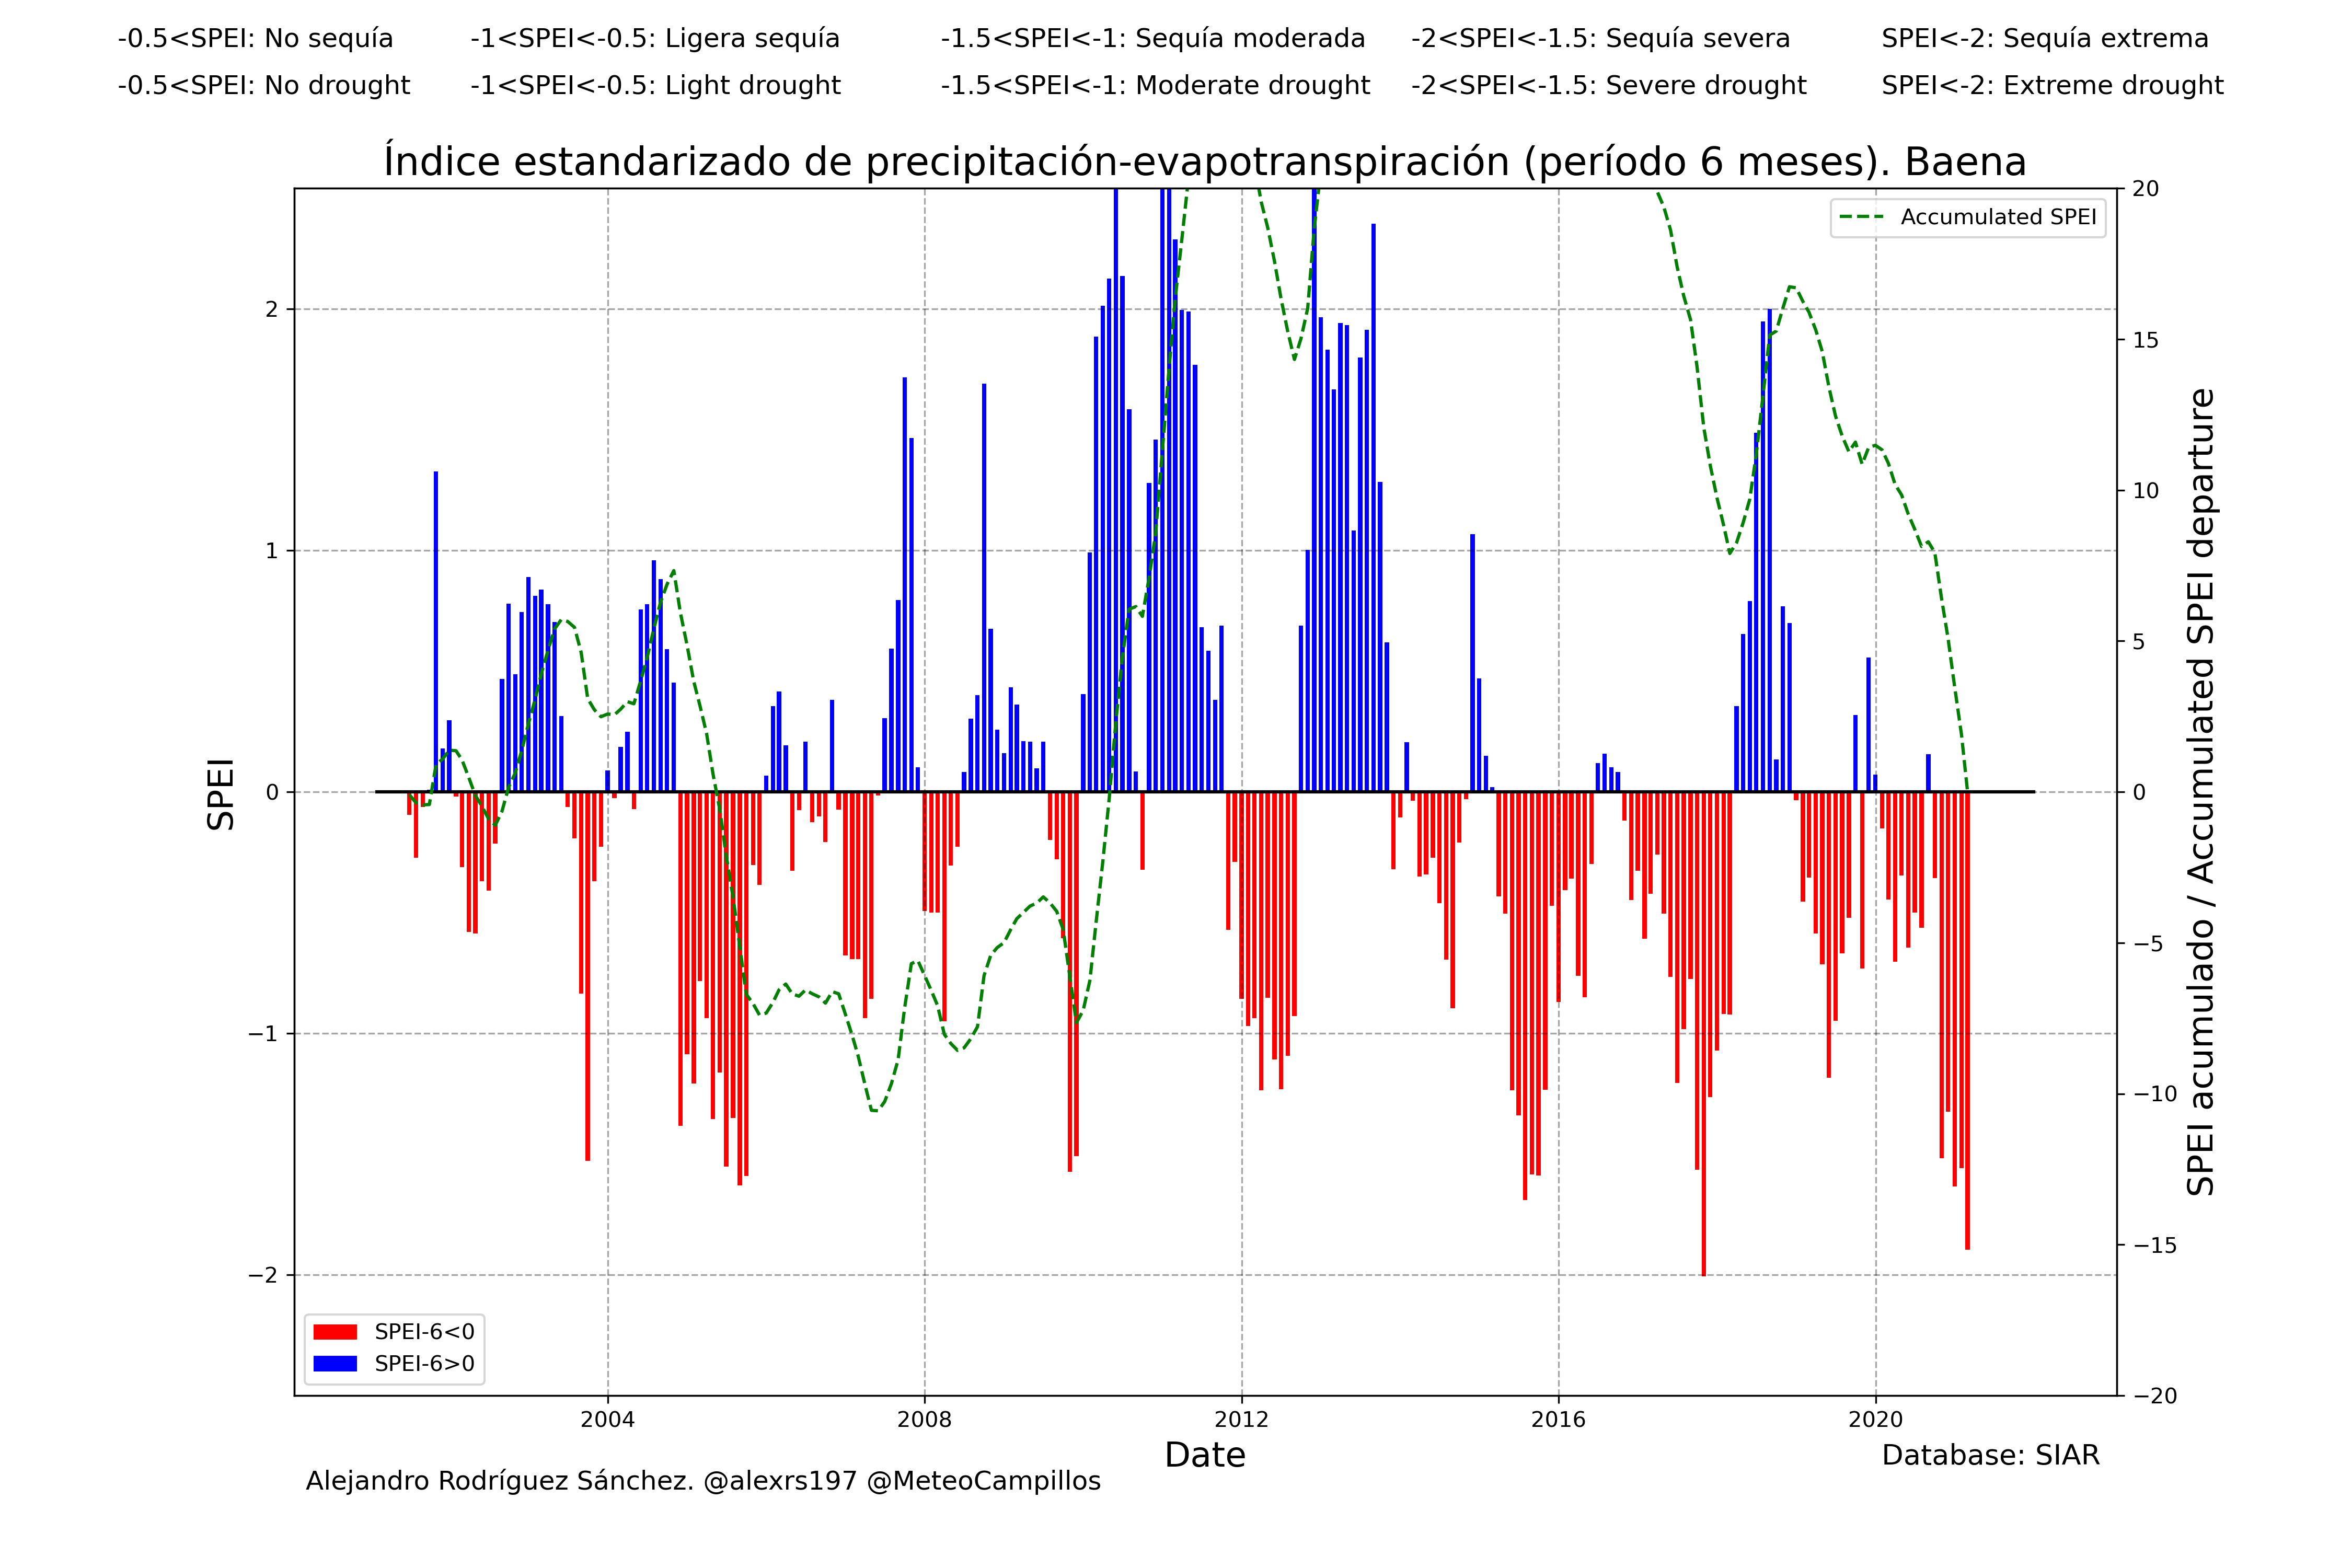 -0.5<SPEI: No sequía -1<SPEI<-0.5: Ligera sequía -1.5<SPEI<-1: Sequía moderada -2<SPEI<-1.5: Sequía severa SPEI<-2: Sequía extrema
-0.5<SPEI: No drought -1<SPEI<-0.5: Light drought -1.5<SPEI<-1: Moderate drought -2<SPEI<-1.5: Severe drought SPEI<-2: Extreme drought
Índice estandarizado de precipitación-evapotranspiración (período 6 meses). Baena
Accumulated SPEI
SPEI
2
1
0
−1
−2
20
15
10
5
0
−5
−10
−15
−20
SPEI acumulado / Accumulated SPEI departure
SPEI-6<0
SPEI-6>0
2004 2008 2012 2016 2020
Date
Database: SIAR
Alejandro Rodríguez Sánchez. @alexrs197 @MeteoCampillos